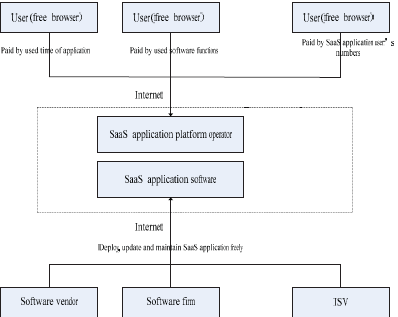 User(free browser)
User(free browser)
User(free browser)
Paid by used time of application
Paid by used software functions
Paid by SaaS application user" s
numbers
Internet
SaaS application platform operator
SaaS application software
Internet
Deploy, update and maintain SaaS application freely
Software vendor
Software firm
ISV